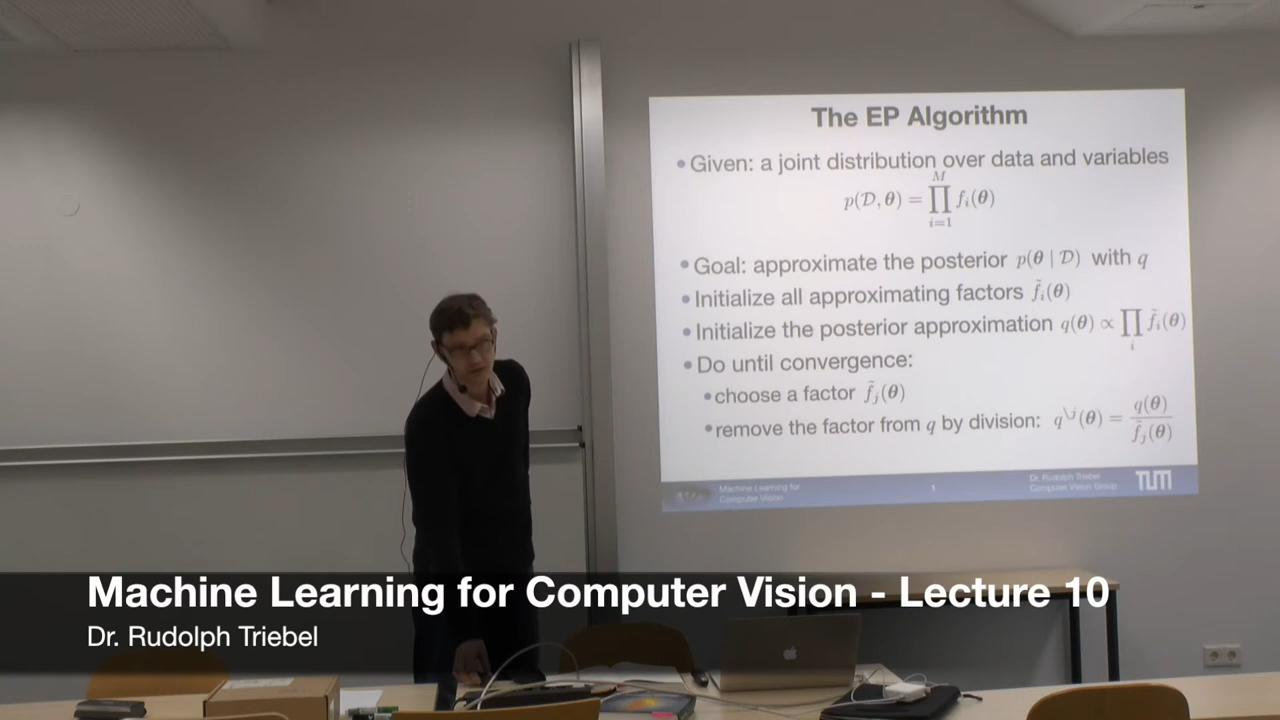 The EP Algorithm
• Given: a joint distribution over data and variables
p(𝒟, θ) = ∏_{i=1}^{M} f_i(θ)
• Goal: approximate the posterior p(θ | 𝒟) with q
• Initialize all approximating factors f̃_i(θ)
• Initialize the posterior approximation q(θ) ∝ ∏_i f̃_i(θ)
• Do until convergence:
• choose a factor f̃_j(θ)
• remove the factor from q by division: q^{\j}(θ) = q(θ) / f̃_j(θ)
Machine Learning for
Computer Vision
1
Dr. Rudolph Triebel
Computer Vision Group
TUM
Machine Learning for Computer Vision - Lecture 10
Dr. Rudolph Triebel